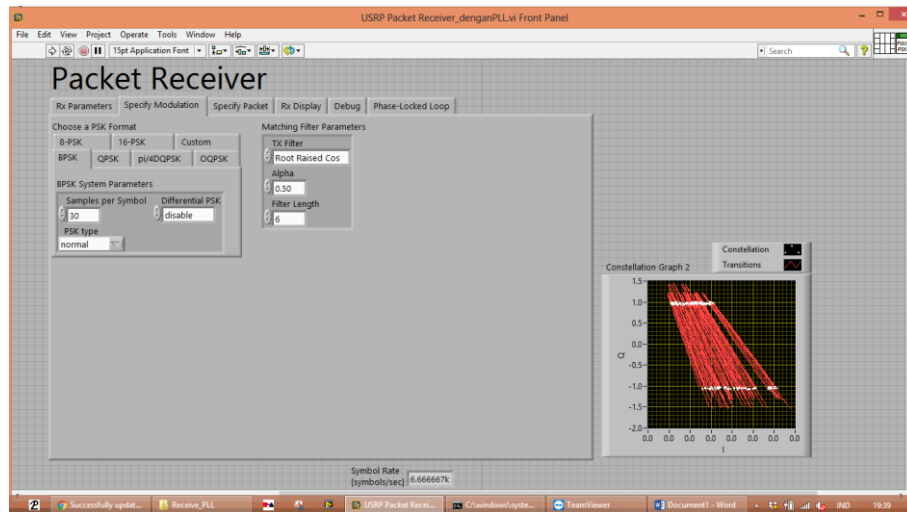 USRP Packet Receiver_denganPLL.vi Front Panel
File Edit View Project Operate Tools Window Help
15pt Application Font
Search
Packet Receiver
Rx Parameters Specify Modulation Specify Packet Rx Display Debug Phase-Locked Loop
Choose a PSK Format
8-PSK 16-PSK Custom
BPSK QPSK pi/4DQPSK OQPSK
BPSK System Parameters
Samples per Symbol Differential PSK
30 disable
PSK type
normal
Matching Filter Parameters
TX Filter
Root Raised Cos
Alpha
0.50
Filter Length
6
Constellation
Constellation Graph 2 Transitions
1.5
1.0
0.5
0.0
-0.5
-1.0
-1.5
-2.0
Q
0.0 0.0 0.0 0.0 0.0 0.0 0.0 0.0
I
Symbol Rate
[symbols/sec] 6.666667k
Successfully updat... Receive_PLL USRP Packet Recei... C:\windows\syste... TeamViewer Document1 - Word IND 19:39